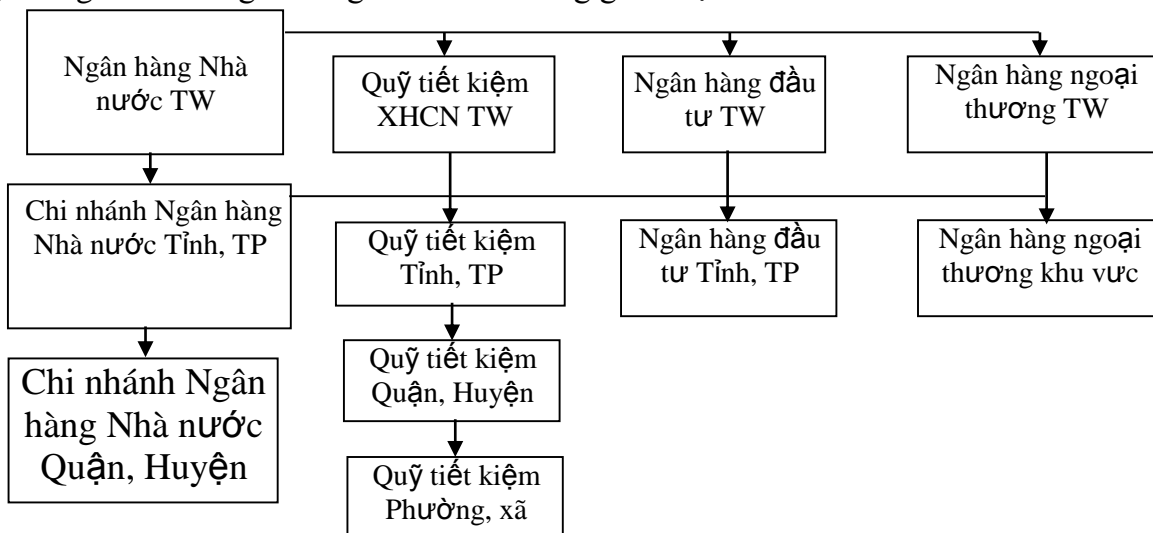 Ngân hàng Nhà
nước TW
Quỹ tiết kiệm
XHCN TW
Ngân hàng đầu
tư TW
Ngân hàng ngoại
thương TW
Chi nhánh Ngân hàng
Nhà nước Tỉnh, TP
Quỹ tiết kiệm
Tỉnh, TP
Ngân hàng đầu
tư Tỉnh, TP
Ngân hàng ngoại
thương khu vưc
Chi nhánh Ngân
hàng Nhà nước
Quận, Huyện
Quỹ tiết kiệm
Quận, Huyện
Quỹ tiết kiệm
Phường, xã